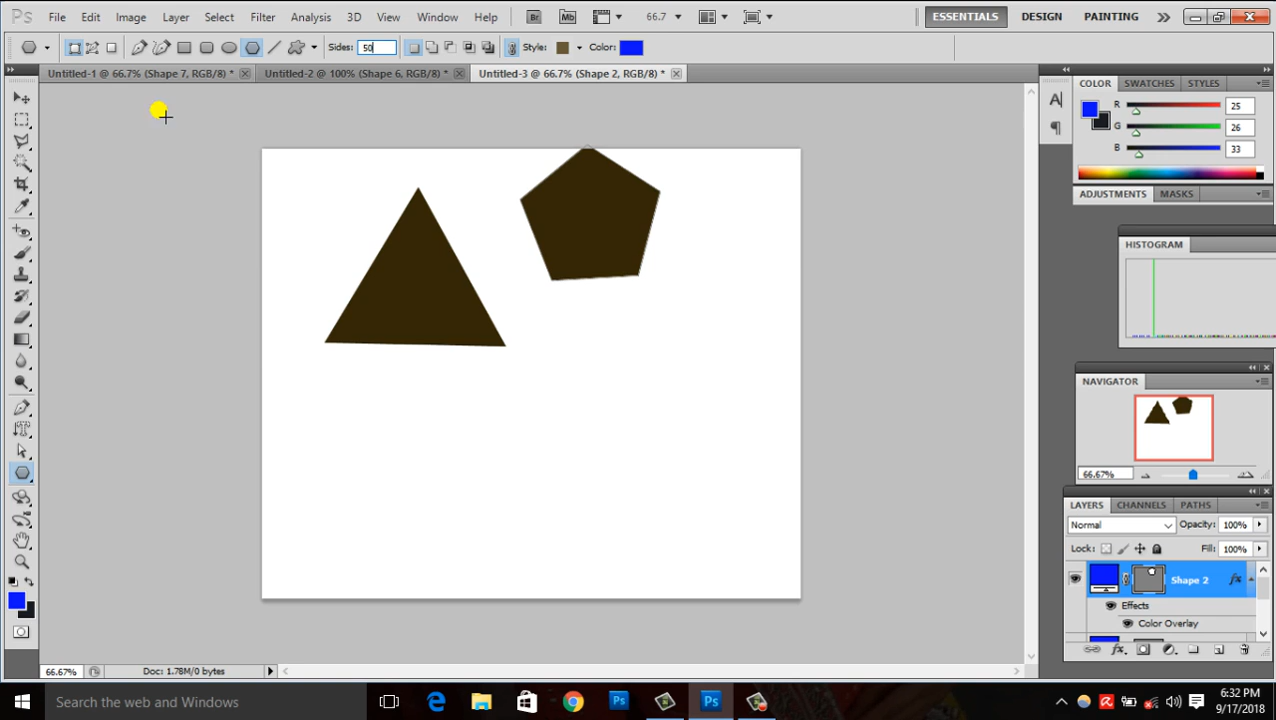 Ps File Edit Image Layer Select Filter Analysis 3D View Window Help Br Mb 66.7 ESSENTIALS DESIGN PAINTING
Sides: 50 Style: Color:
Untitled-1 @ 66.7% (Shape 7, RGB/8) * Untitled-2 @ 100% (Shape 6, RGB/8) * Untitled-3 @ 66.7% (Shape 2, RGB/8) *
COLOR SWATCHES STYLES
R 25
G 26
B 33
ADJUSTMENTS MASKS
HISTOGRAM
NAVIGATOR
66.67%
LAYERS CHANNELS PATHS
Normal Opacity: 100%
Lock: Fill: 100%
Shape 2 fx
Effects
Color Overlay
66.67% Doc: 1.78M/0 bytes
Search the web and Windows
6:32 PM
9/17/2018